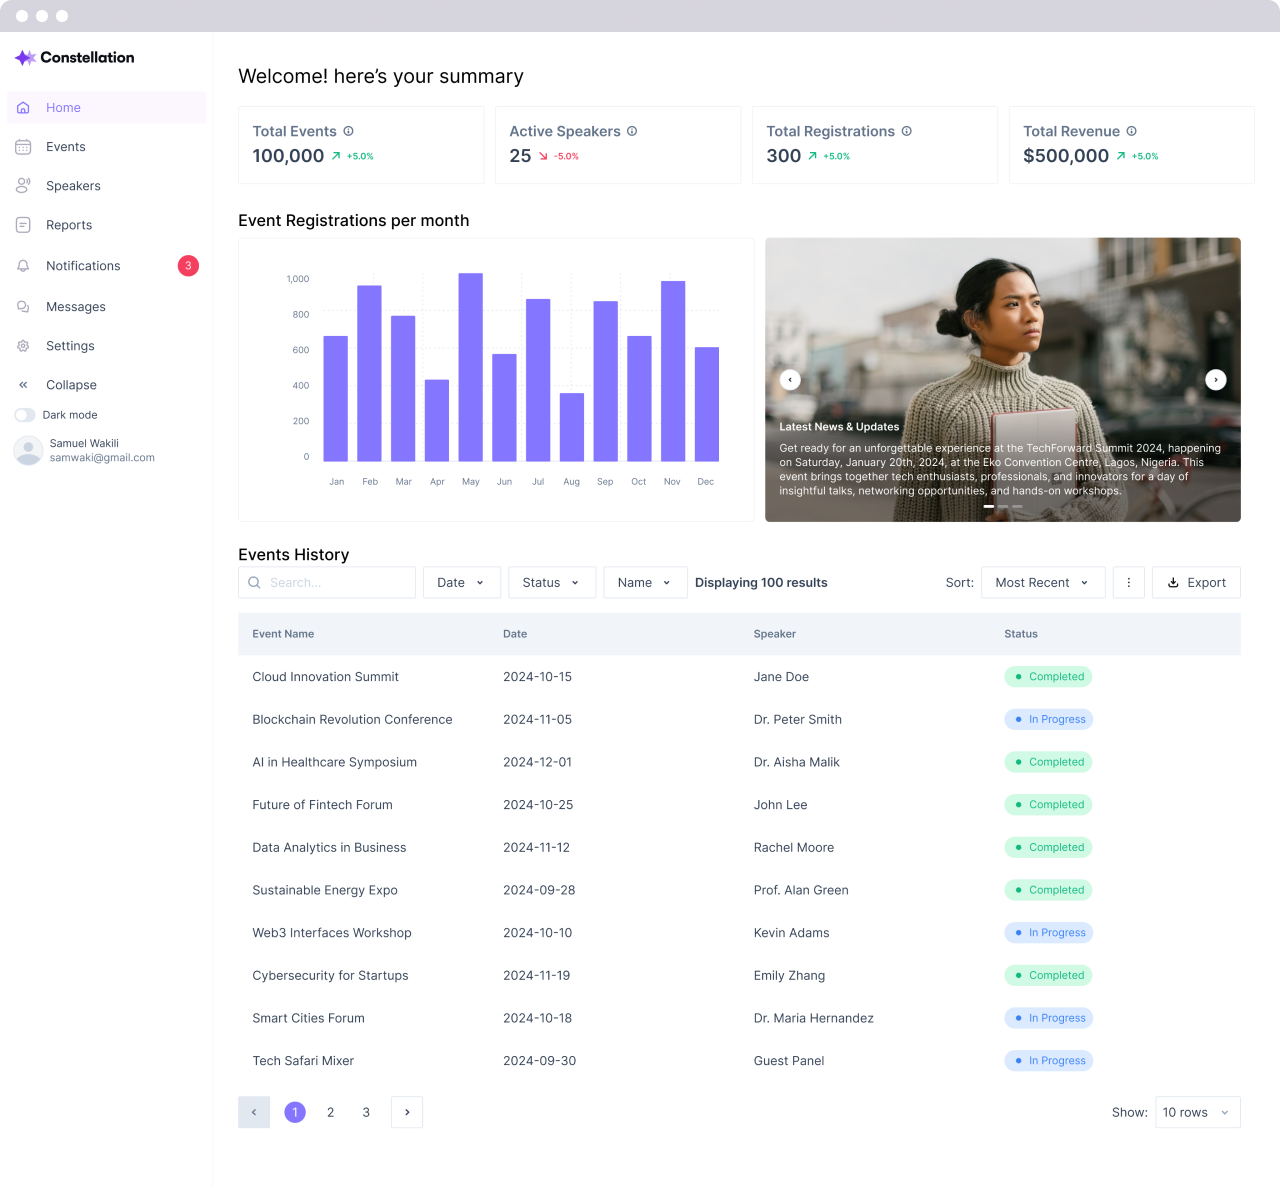 Constellation
Home
Events
Speakers
Reports
Notifications 3
Messages
Settings
Collapse
Dark mode
Samuel Wakili
samwaki@gmail.com
Welcome! here’s your summary
Total Events
100,000 +5.0%
Active Speakers
25 -5.0%
Total Registrations
300 +5.0%
Total Revenue
$500,000 +5.0%
Event Registrations per month
1,000
800
600
400
200
0
Jan Feb Mar Apr May Jun Jul Aug Sep Oct Nov Dec
Latest News & Updates
Get ready for an unforgettable experience at the TechForward Summit 2024, happening
on Saturday, January 20th, 2024, at the Eko Convention Centre, Lagos, Nigeria. This
event brings together tech enthusiasts, professionals, and innovators for a day of
insightful talks, networking opportunities, and hands-on workshops.
Events History
Search... Date Status Name Displaying 100 results Sort: Most Recent Export
Event Name Date Speaker Status
Cloud Innovation Summit 2024-10-15 Jane Doe Completed
Blockchain Revolution Conference 2024-11-05 Dr. Peter Smith In Progress
AI in Healthcare Symposium 2024-12-01 Dr. Aisha Malik Completed
Future of Fintech Forum 2024-10-25 John Lee Completed
Data Analytics in Business 2024-11-12 Rachel Moore Completed
Sustainable Energy Expo 2024-09-28 Prof. Alan Green Completed
Web3 Interfaces Workshop 2024-10-10 Kevin Adams In Progress
Cybersecurity for Startups 2024-11-19 Emily Zhang Completed
Smart Cities Forum 2024-10-18 Dr. Maria Hernandez In Progress
Tech Safari Mixer 2024-09-30 Guest Panel In Progress
1 2 3 Show: 10 rows